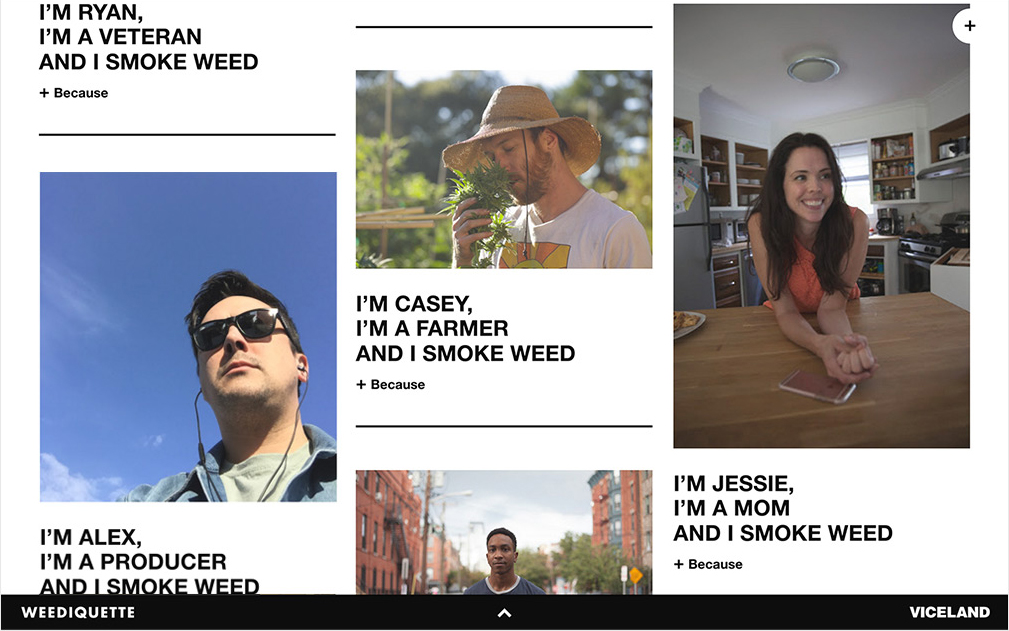 I’M RYAN,
I’M A VETERAN
AND I SMOKE WEED
+ Because
I’M ALEX,
I’M A PRODUCER
AND I SMOKE WEED
I’M CASEY,
I’M A FARMER
AND I SMOKE WEED
+ Because
I’M JESSIE,
I’M A MOM
AND I SMOKE WEED
+ Because
WEEDIQUETTE
VICELAND